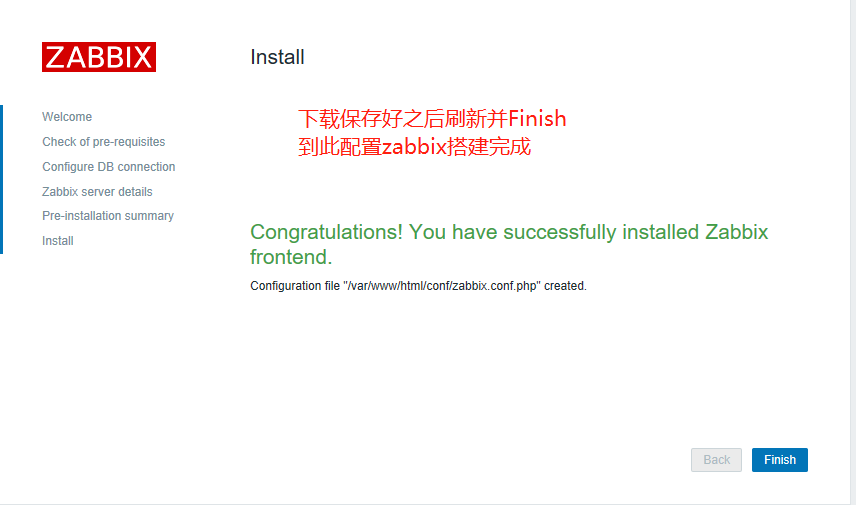 ZABBIX
Install
Welcome
Check of pre-requisites
Configure DB connection
Zabbix server details
Pre-installation summary
Install
下载保存好之后刷新并Finish
到此配置zabbix搭建完成
Congratulations! You have successfully installed Zabbix
frontend.
Configuration file "/var/www/html/conf/zabbix.conf.php" created.
Back
Finish